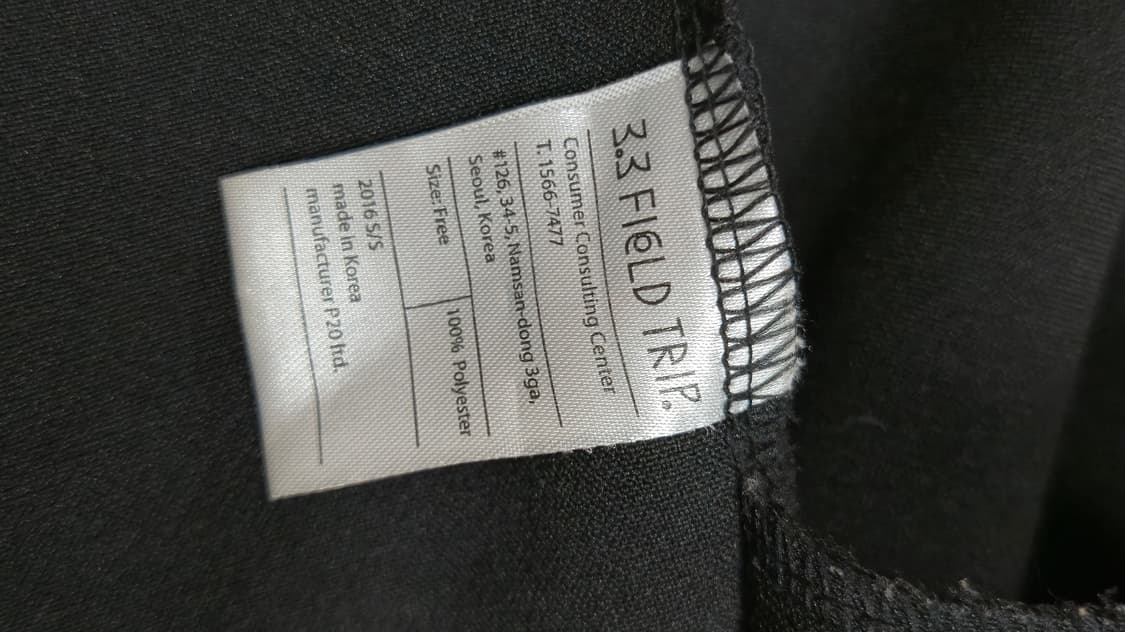 3.3 FIELD TRIP.
Consumer Consulting Center
T. 1566-7477
#126, 34-5, Namsan-dong 3ga,
Seoul, Korea
Size: Free
100% Polyester
2016 S/S
made in Korea
manufacturer P20 ltd.